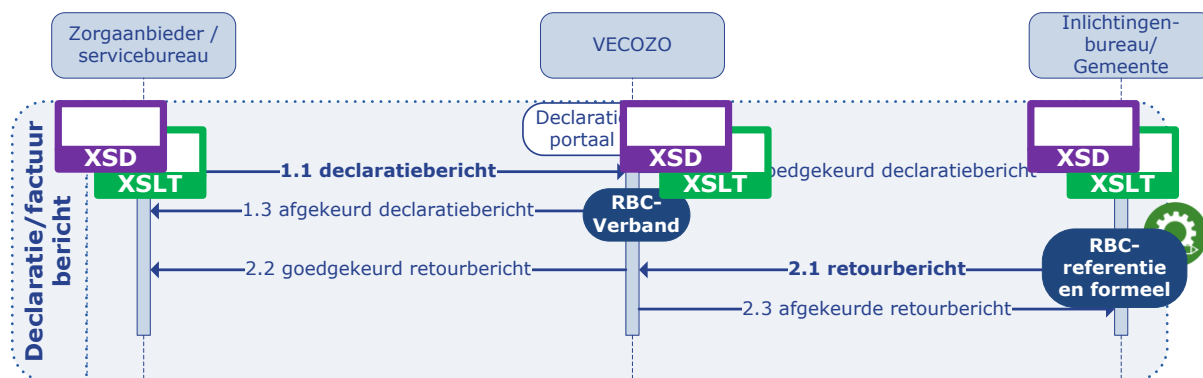 Zorgaanbieder /
servicebureau
VECOZO
Inlichtingen-
bureau/
Gemeente
Declaratie/factuur
bericht
XSD
XSLT
Declaratie
portaal
XSD
XSLT
XSD
XSLT
1.1 declaratiebericht
oedgekeurd declaratiebericht
1.3 afgekeurd declaratiebericht
RBC-
Verband
2.2 goedgekeurd retourbericht
2.1 retourbericht
RBC-
referentie
en formeel
2.3 afgekeurde retourbericht